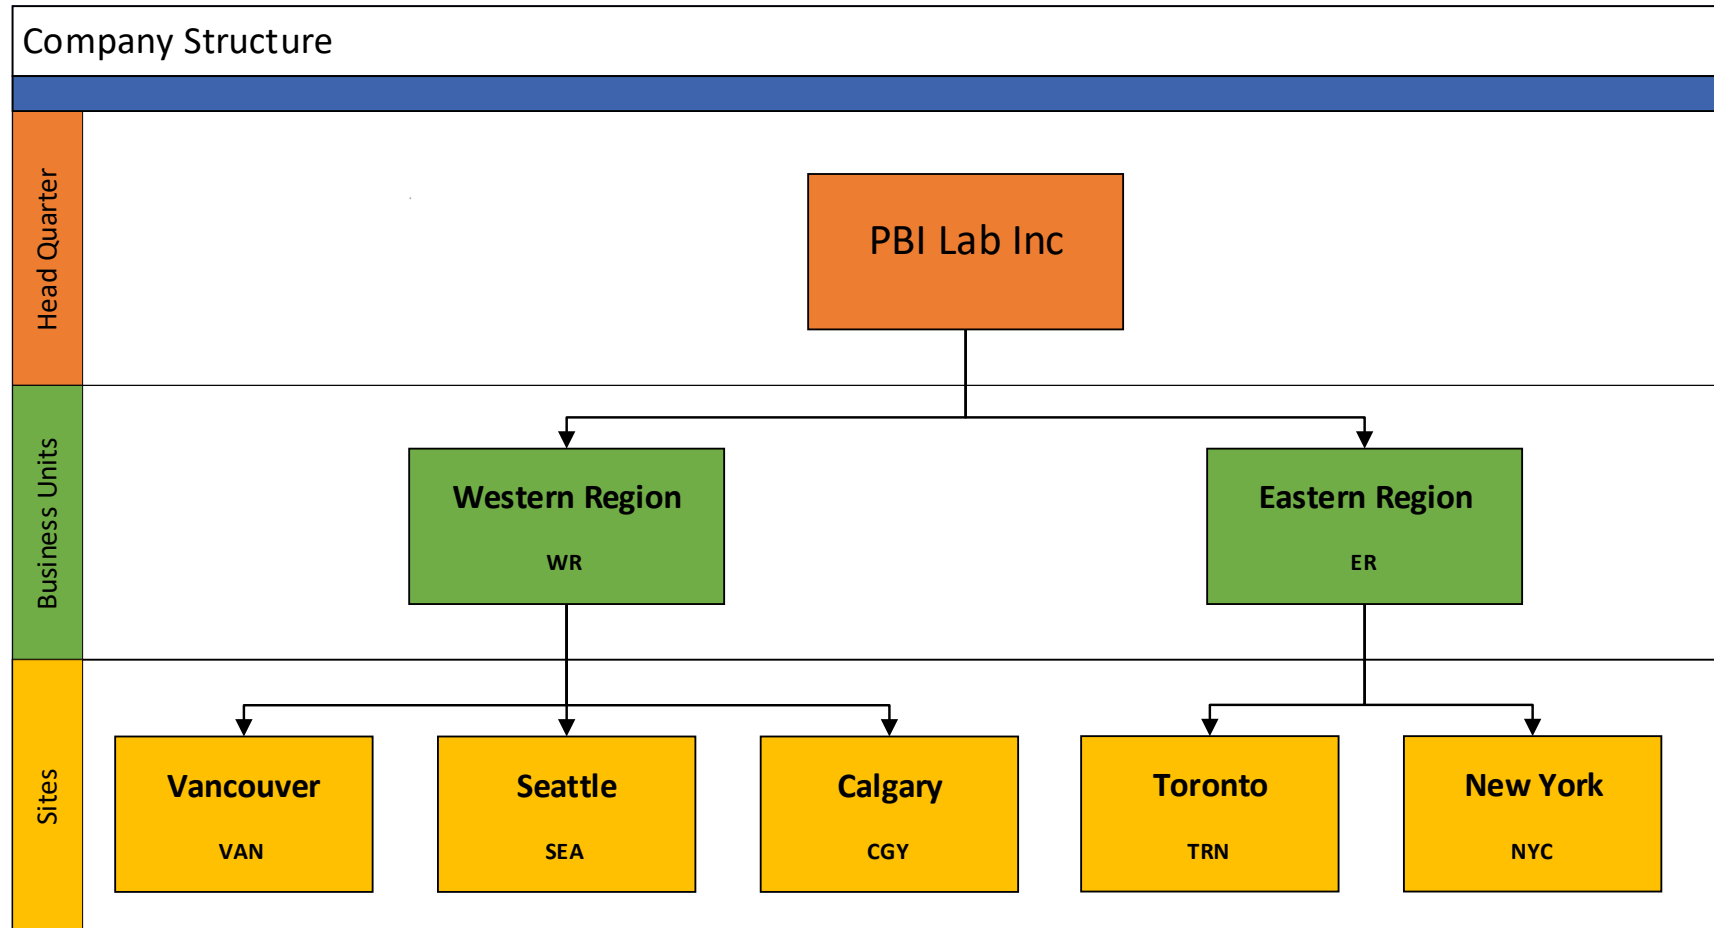 Company Structure
Head Quarter
PBI Lab Inc
Business Units
Western Region
WR
Eastern Region
ER
Sites
Vancouver
VAN
Seattle
SEA
Calgary
CGY
Toronto
TRN
New York
NYC